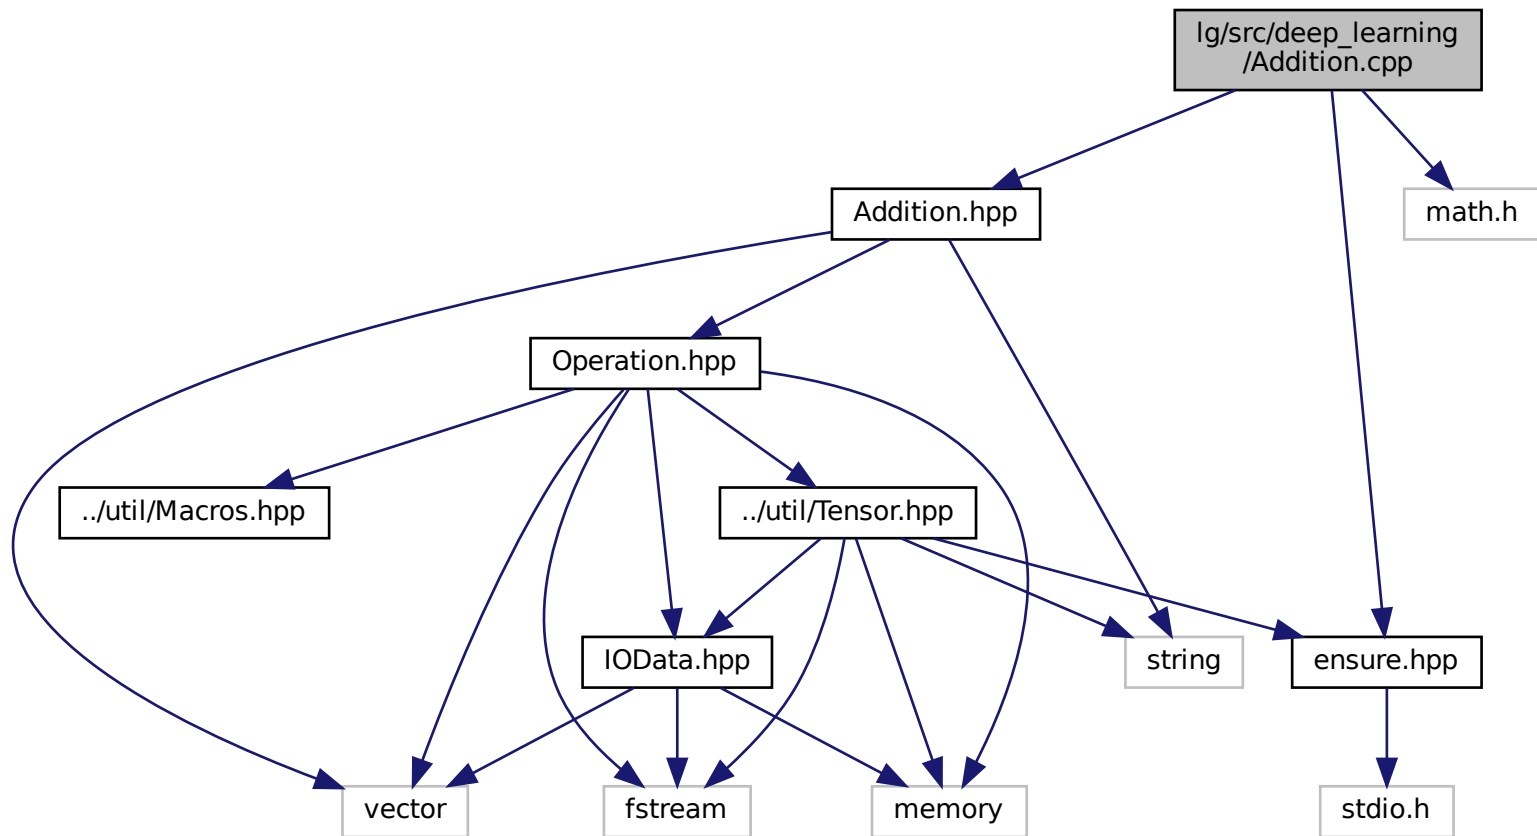 lg/src/deep_learning
/Addition.cpp
Addition.hpp
math.h
Operation.hpp
../util/Macros.hpp
../util/Tensor.hpp
IOData.hpp
string
ensure.hpp
vector
fstream
memory
stdio.h